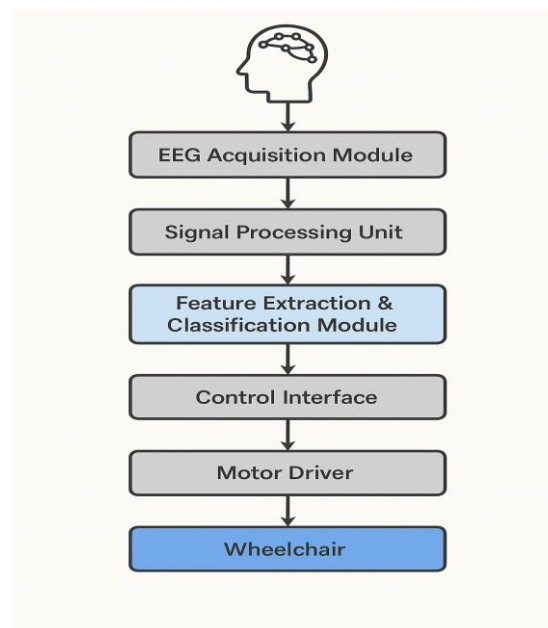 EEG Acquisition Module
Signal Processing Unit
Feature Extraction &
Classification Module
Control Interface
Motor Driver
Wheelchair